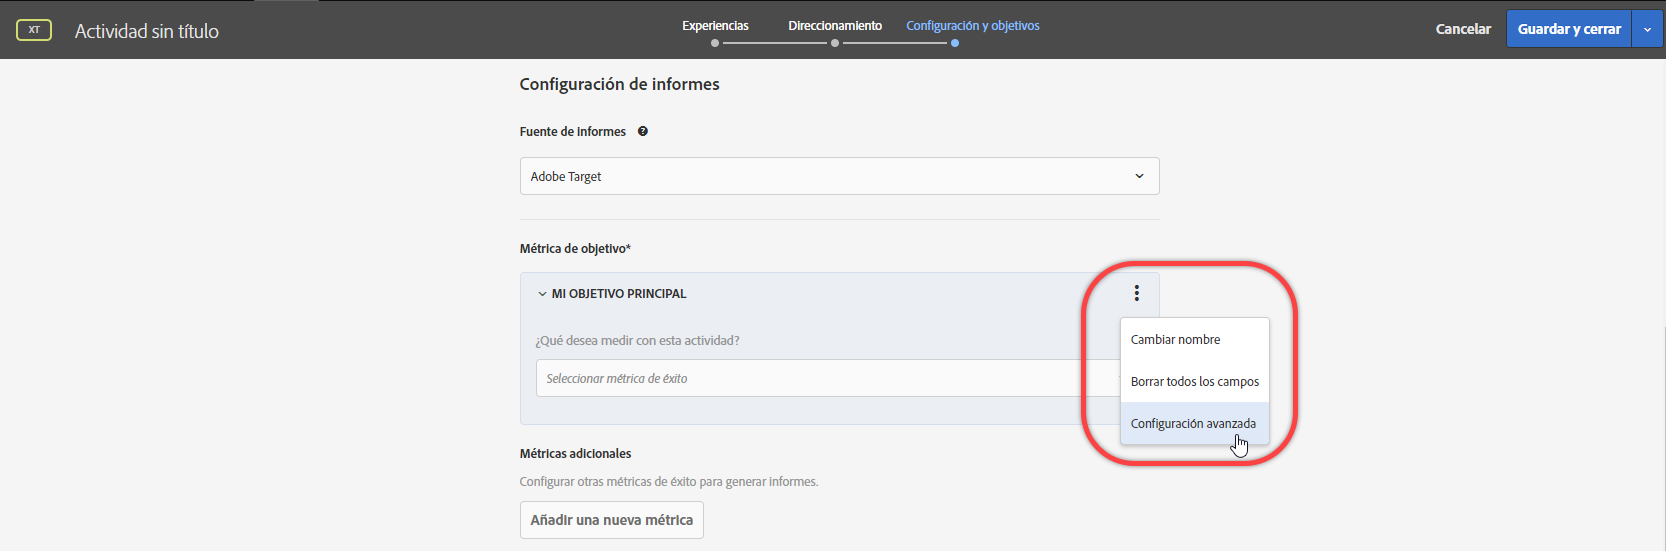 XT
Actividad sin título
Experiencias
Direccionamiento
Configuración y objetivos
Cancelar
Guardar y cerrar
Configuración de informes
Fuente de informes
Adobe Target
Métrica de objetivo*
MI OBJETIVO PRINCIPAL
¿Qué desea medir con esta actividad?
Seleccionar métrica de éxito
Cambiar nombre
Borrar todos los campos
Configuración avanzada
Métricas adicionales
Configurar otras métricas de éxito para generar informes.
Añadir una nueva métrica